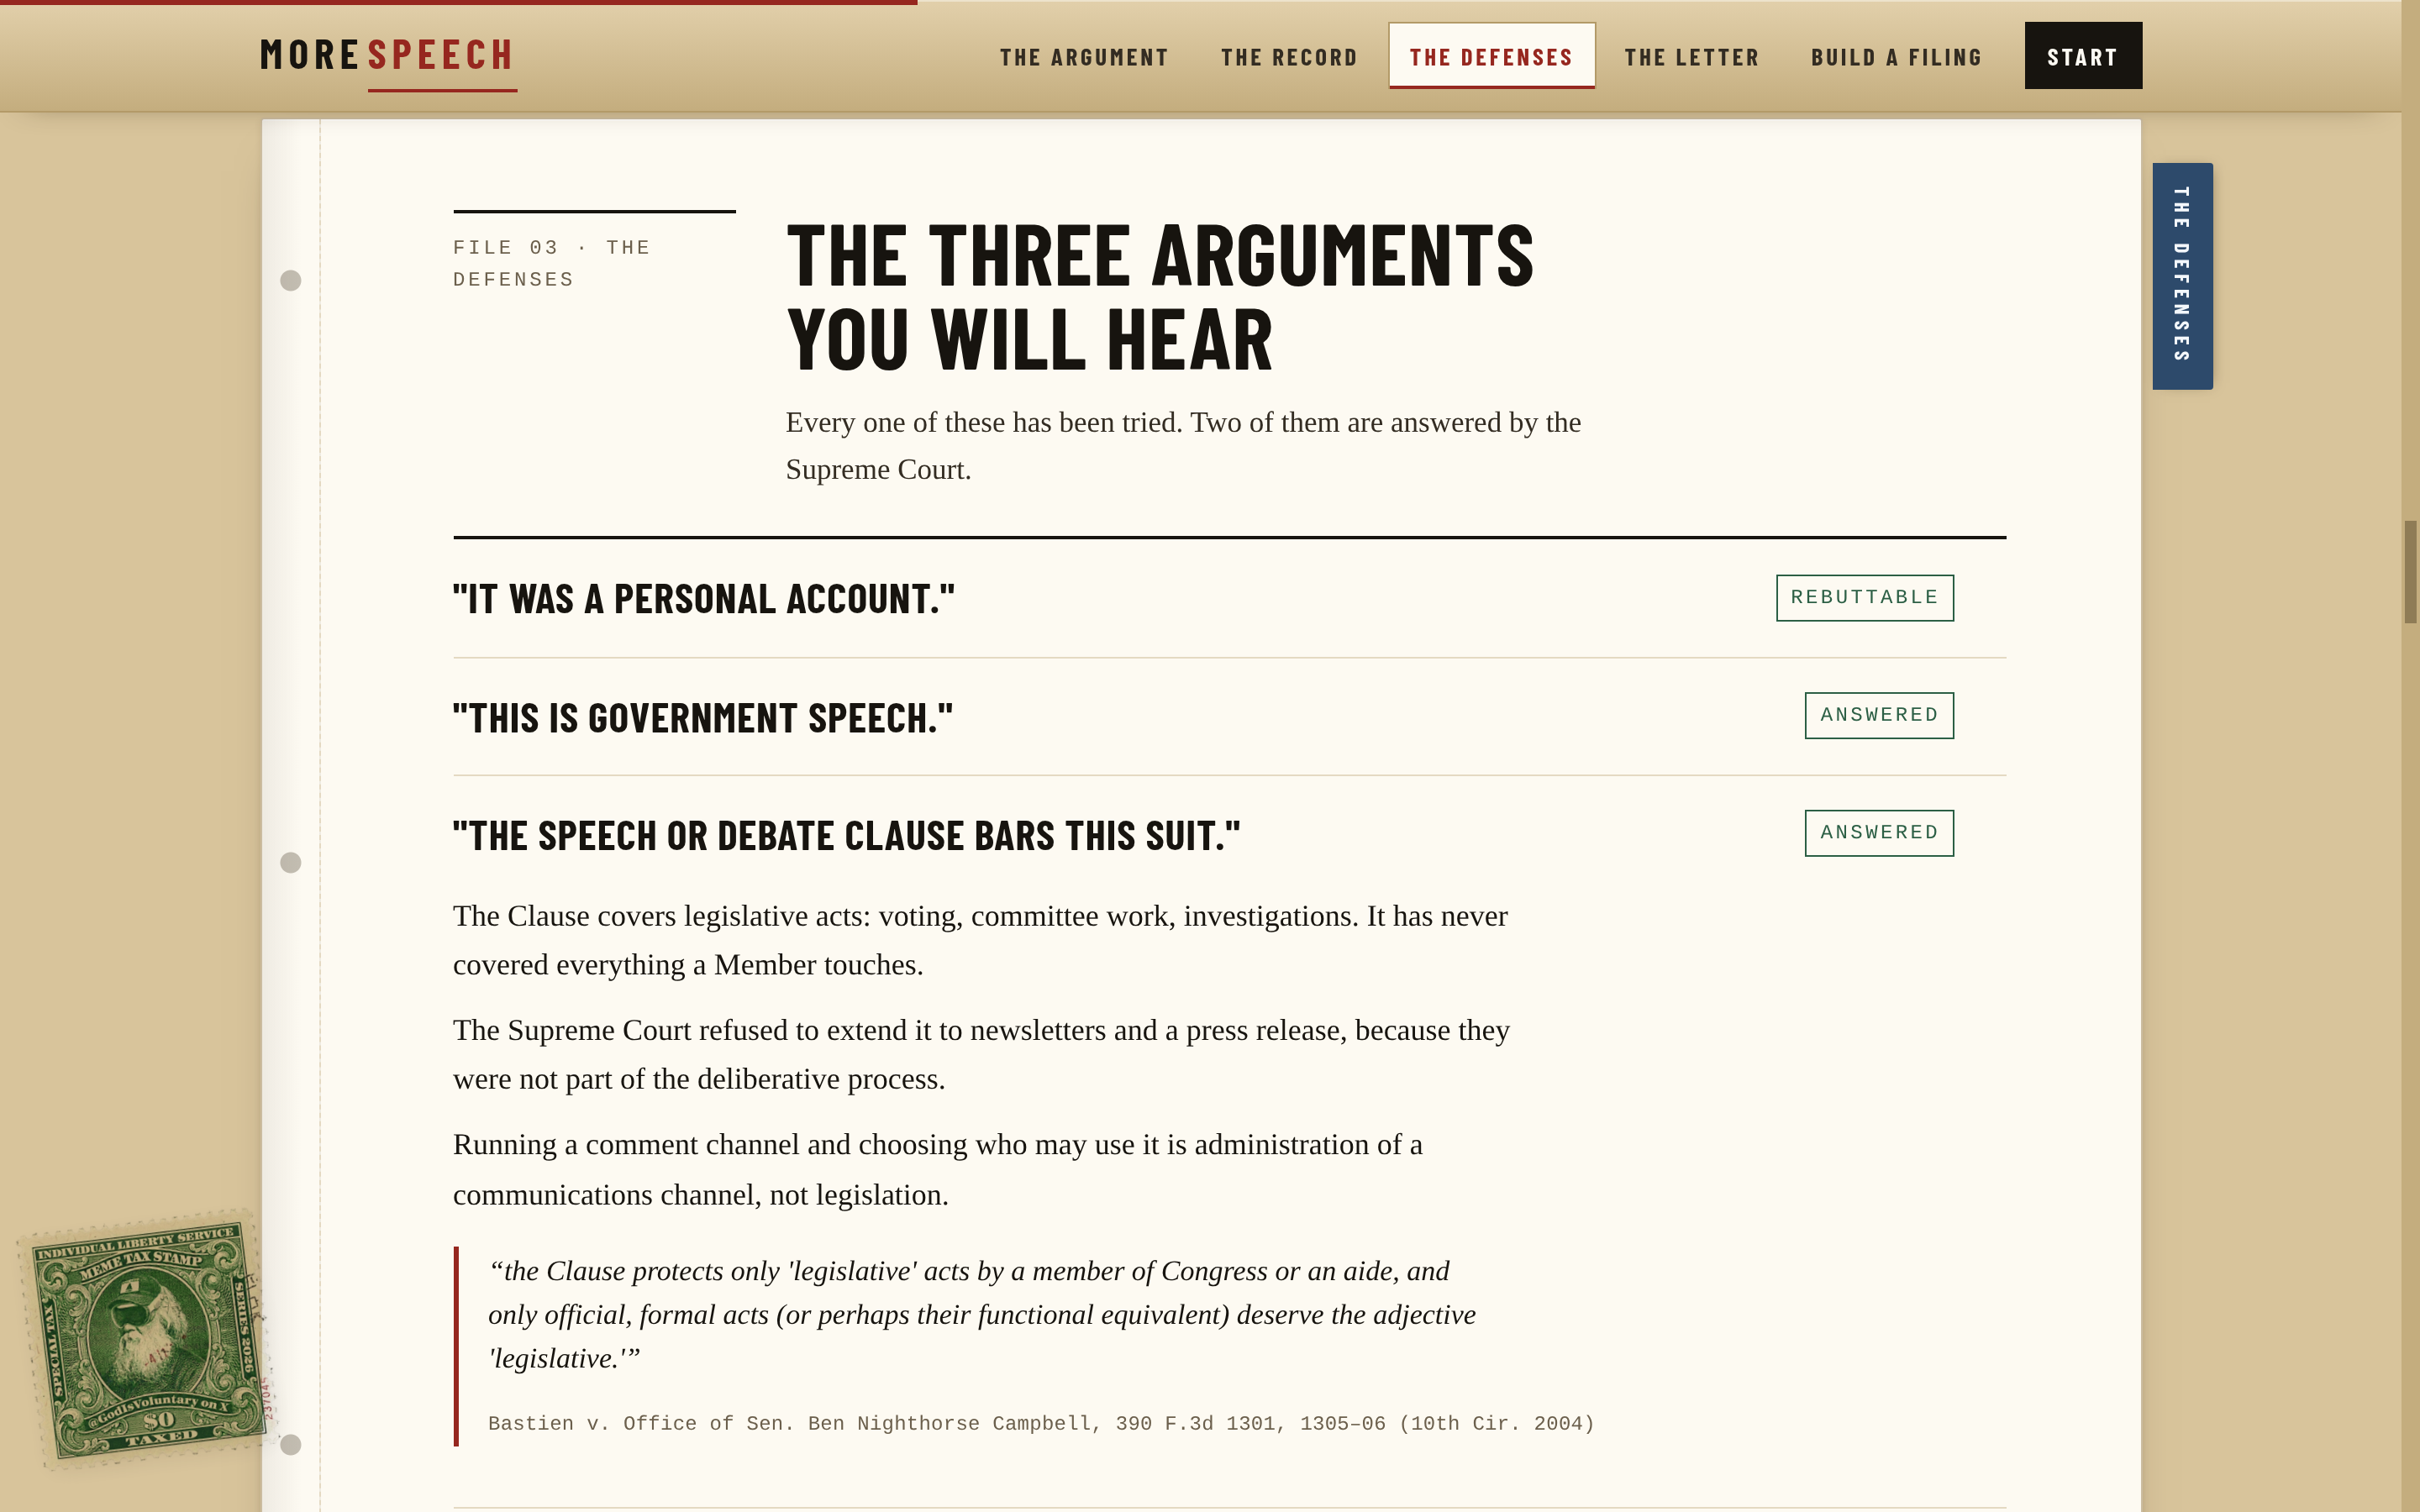 MORE SPEECH
THE ARGUMENT
THE RECORD
THE DEFENSES
THE LETTER
BUILD A FILING
START
THE DEFENSES
FILE 03 · THE
DEFENSES
THE THREE ARGUMENTS
YOU WILL HEAR
Every one of these has been tried. Two of them are answered by the
Supreme Court.
"IT WAS A PERSONAL ACCOUNT."
REBUTTABLE
"THIS IS GOVERNMENT SPEECH."
ANSWERED
"THE SPEECH OR DEBATE CLAUSE BARS THIS SUIT."
ANSWERED
The Clause covers legislative acts: voting, committee work, investigations. It has never
covered everything a Member touches.
The Supreme Court refused to extend it to newsletters and a press release, because they
were not part of the deliberative process.
Running a comment channel and choosing who may use it is administration of a
communications channel, not legislation.
“the Clause protects only 'legislative' acts by a member of Congress or an aide, and
only official, formal acts (or perhaps their functional equivalent) deserve the adjective
'legislative.'”
Bastien v. Office of Sen. Ben Nighthorse Campbell, 390 F.3d 1301, 1305–06 (10th Cir. 2004)
INDIVIDUAL LIBERTY SERVICE
MEME TAX STAMP
SPECIAL TAX
SERIES 2026
@GodIsVoluntary on X
$0
TAXED